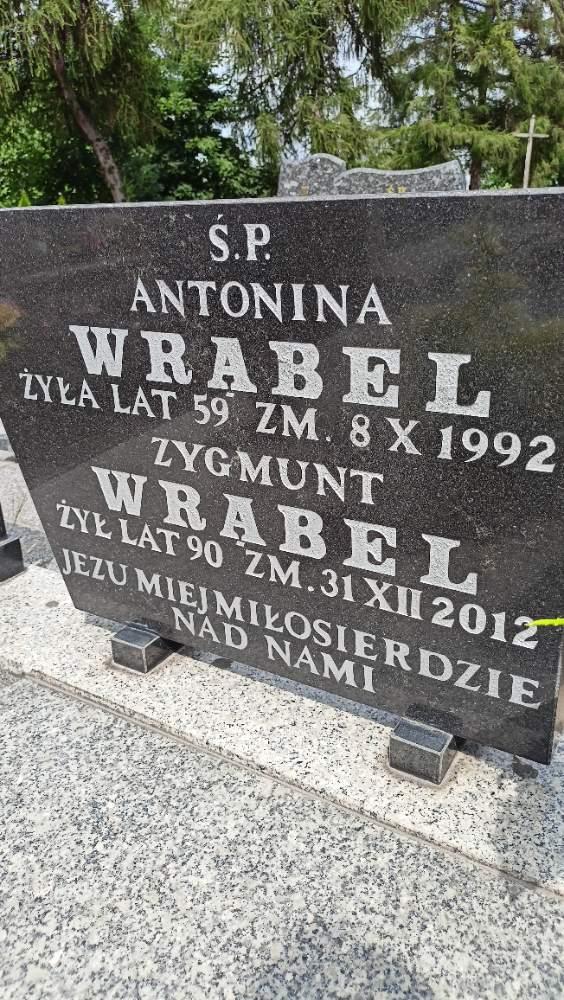 Ś.P.
ANTONINA
WRĄBEL
ŻYŁA LAT 59 ZM. 8 X 1992
ZYGMUNT
WRĄBEL
ŻYŁ LAT 90 ZM. 31 XII 2012
JEZU MIEJ MIŁOSIERDZIE
NAD NAMI